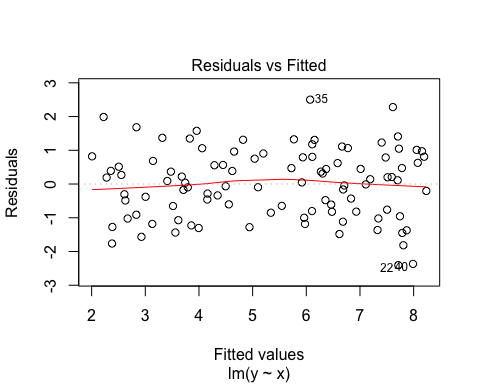 Residuals vs Fitted
3
2
1
0
-1
-2
-3
Residuals
35
22
40
2 3 4 5 6 7 8
Fitted values
lm(y ~ x)